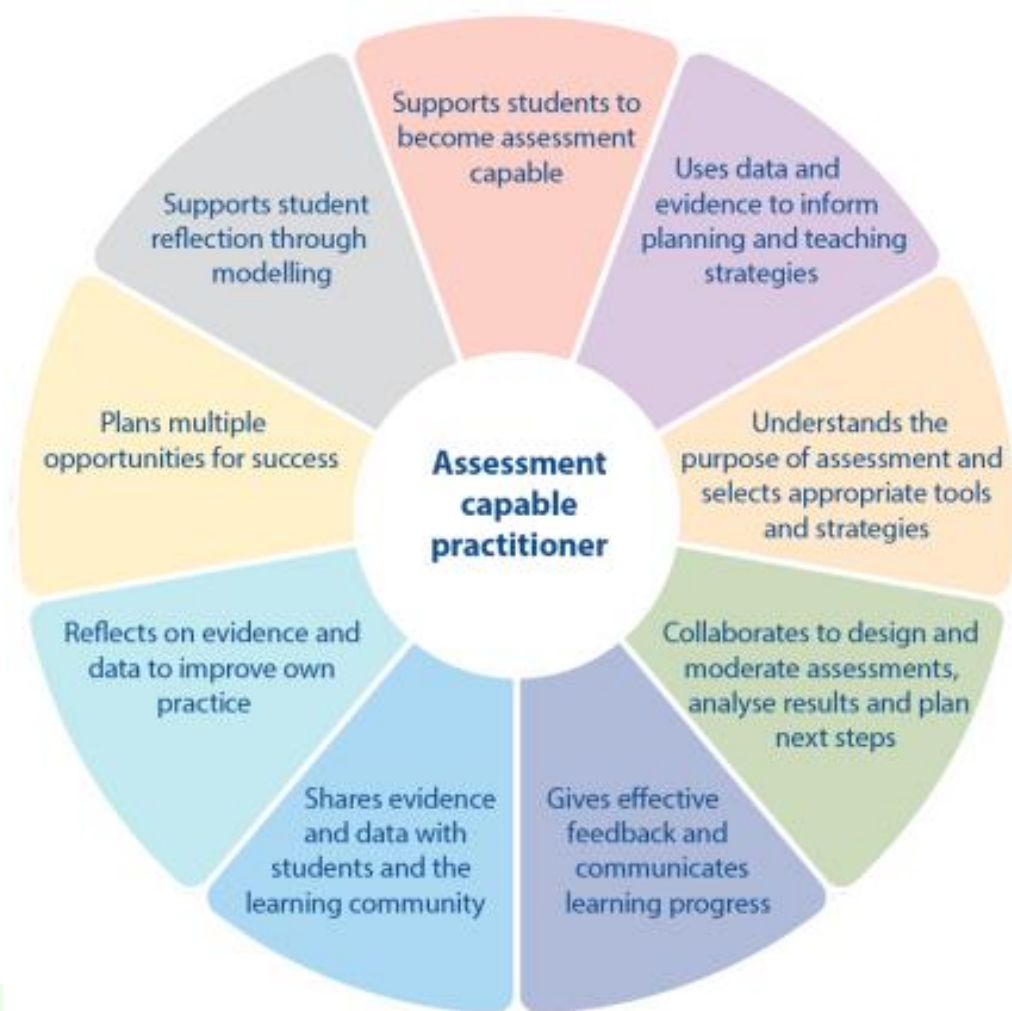 Supports students to
become assessment
capable
Uses data and
evidence to inform
planning and teaching
strategies
Understands the
purpose of assessment and
selects appropriate tools
and strategies
Collaborates to design and
moderate assessments,
analyse results and plan
next steps
Gives effective
feedback and
communicates
learning progress
Shares evidence
and data with
students and the
learning community
Reflects on evidence and
data to improve own
practice
Plans multiple
opportunities for success
Supports student
reflection through
modelling
Assessment
capable
practitioner